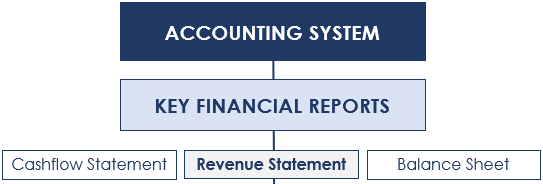 ACCOUNTING SYSTEM
KEY FINANCIAL REPORTS
Cashflow Statement
Revenue Statement
Balance Sheet